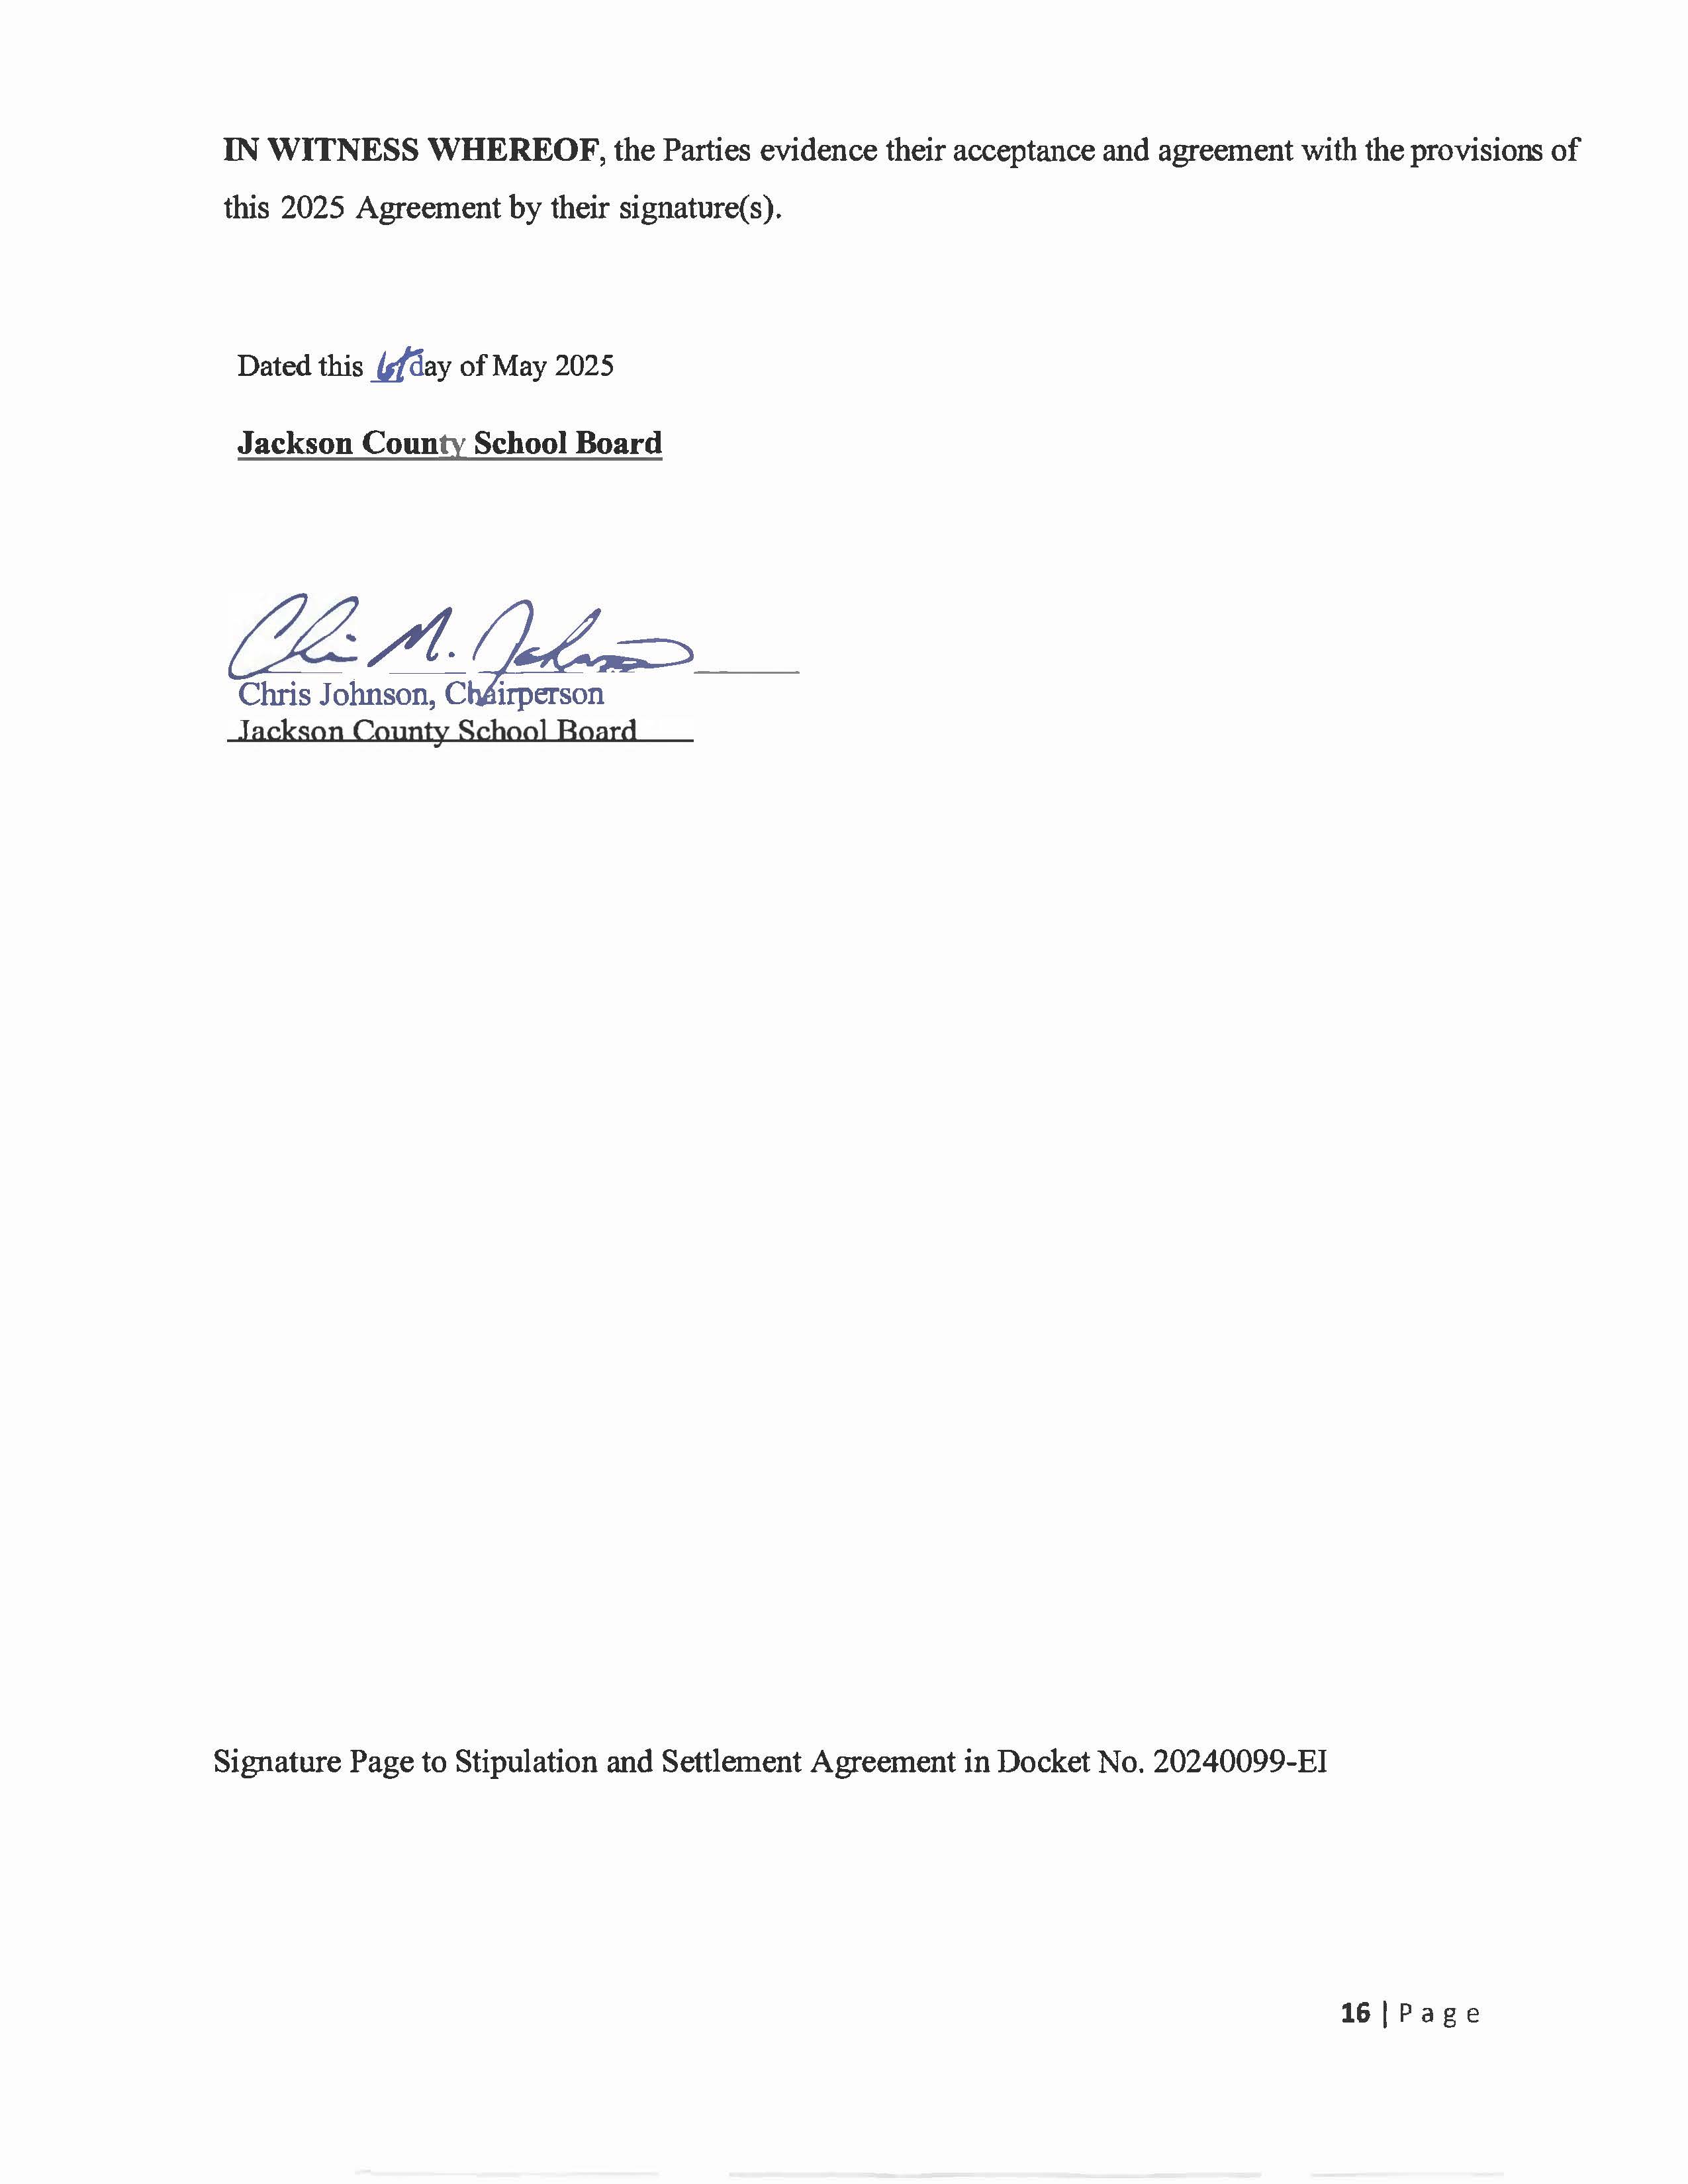 IN WITNESS WHEREOF, the Parties evidence their acceptance and agreement with the provisions of
this 2025 Agreement by their signature(s).
Dated this day of May 2025
Jackson County School Board
Chris M. Johnson
Chris Johnson, Chairperson
Jackson County School Board
Signature Page to Stipulation and Settlement Agreement in Docket No. 20240099-EI
16 | Page